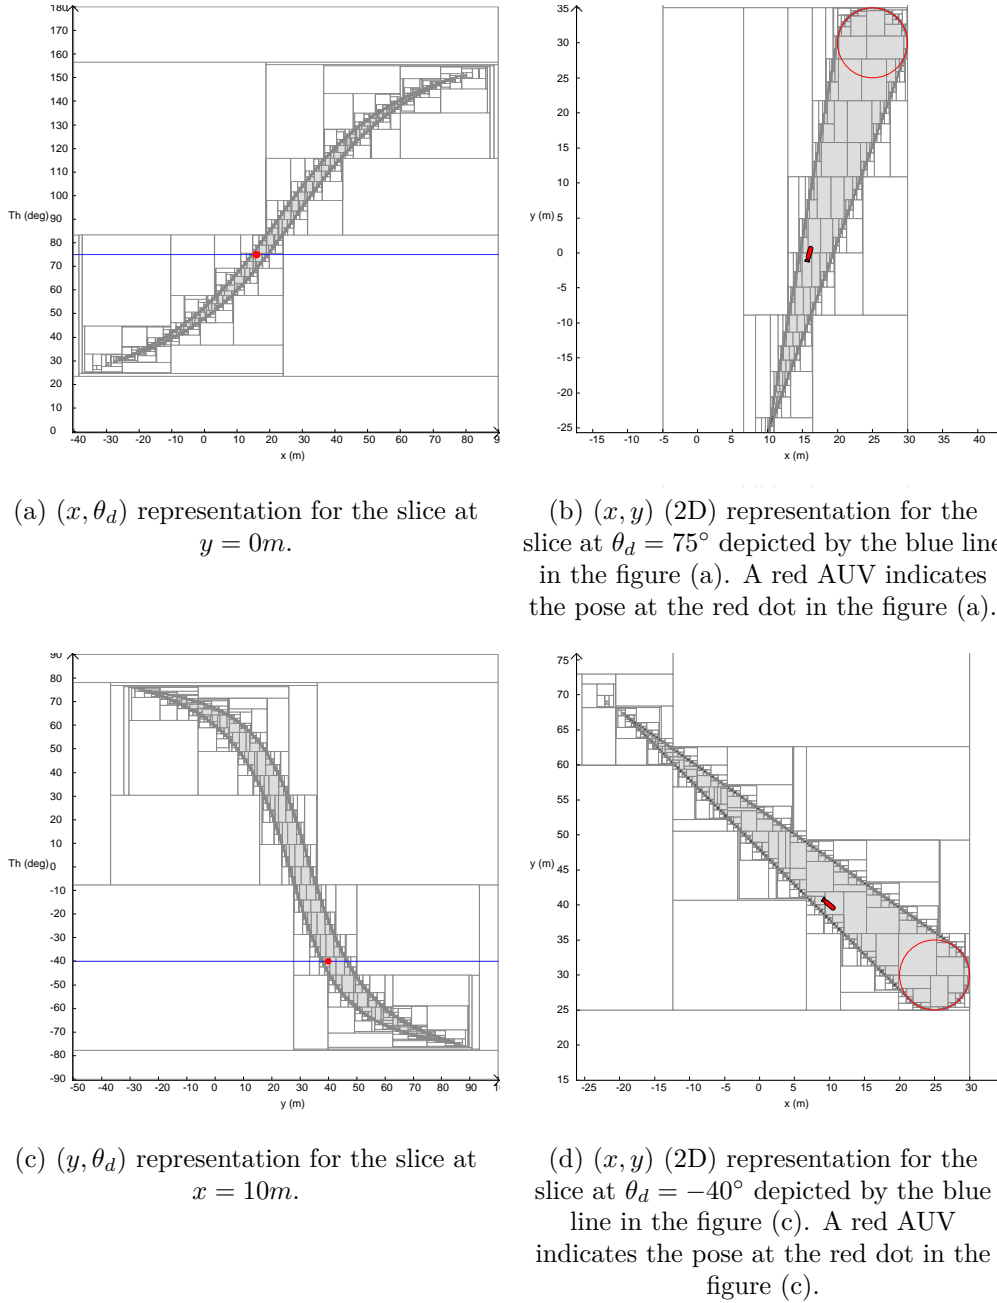 180
170
160
150
140
130
120
110
100
Th (deg)
90
80
70
60
50
40
30
20
10
0
-40 -30 -20 -10 0 10 20 30 40 50 60 70 80 9
x (m)
35
30
25
20
15
10
5
y (m)
0
-5
-10
-15
-20
-25
-15 -10 -5 0 5 10 15 20 25 30 35 40
x (m)
(a) (x, θd) representation for the slice at
y = 0m.
(b) (x, y) (2D) representation for the
slice at θd = 75° depicted by the blue line
in the figure (a). A red AUV indicates
the pose at the red dot in the figure (a).
90
80
70
60
50
40
30
20
10
Th (deg)
0
-10
-20
-30
-40
-50
-60
-70
-80
-90
-50 -40 -30 -20 -10 0 10 20 30 40 50 60 70 80 90 1
y (m)
75
70
65
60
55
50
y (m)
45
40
35
30
25
20
15
-25 -20 -15 -10 -5 0 5 10 15 20 25 30
x (m)
(c) (y, θd) representation for the slice at
x = 10m.
(d) (x, y) (2D) representation for the
slice at θd = −40° depicted by the blue
line in the figure (c). A red AUV
indicates the pose at the red dot in the
figure (c).